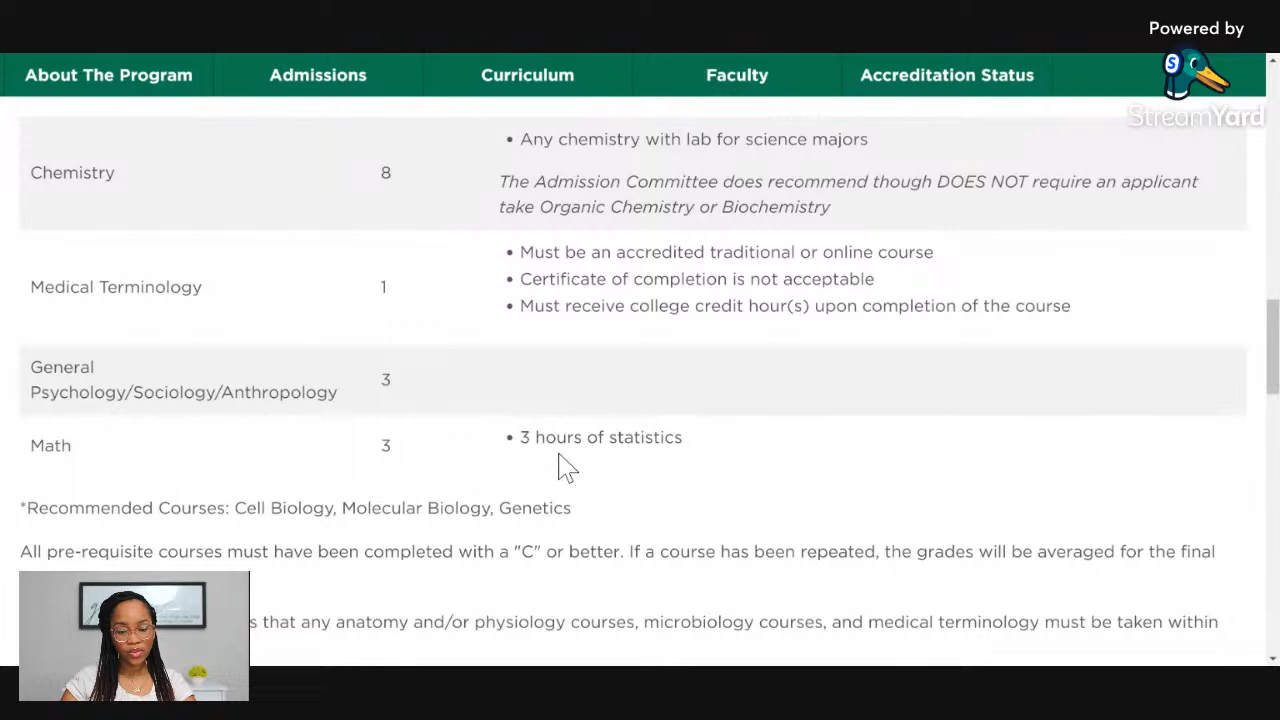 Powered by
StreamYard
About The Program Admissions Curriculum Faculty Accreditation Status
Chemistry 8 • Any chemistry with lab for science majors
The Admission Committee does recommend though DOES NOT require an applicant
take Organic Chemistry or Biochemistry
• Must be an accredited traditional or online course
Medical Terminology 1 • Certificate of completion is not acceptable
• Must receive college credit hour(s) upon completion of the course
General
Psychology/Sociology/Anthropology 3
Math 3 • 3 hours of statistics
*Recommended Courses: Cell Biology, Molecular Biology, Genetics
All pre-requisite courses must have been completed with a "C" or better. If a course has been repeated, the grades will be averaged for the final
that any anatomy and/or physiology courses, microbiology courses, and medical terminology must be taken within